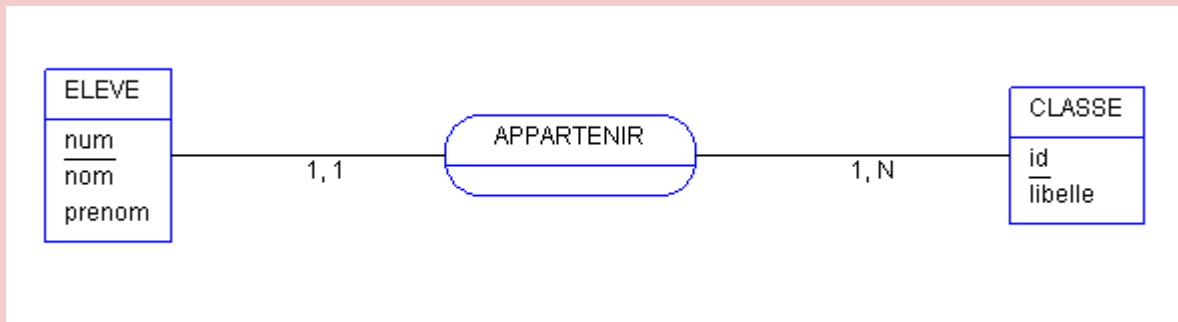 ELEVE
num
nom
prenom
1, 1
APPARTENIR
1, N
CLASSE
id
libelle